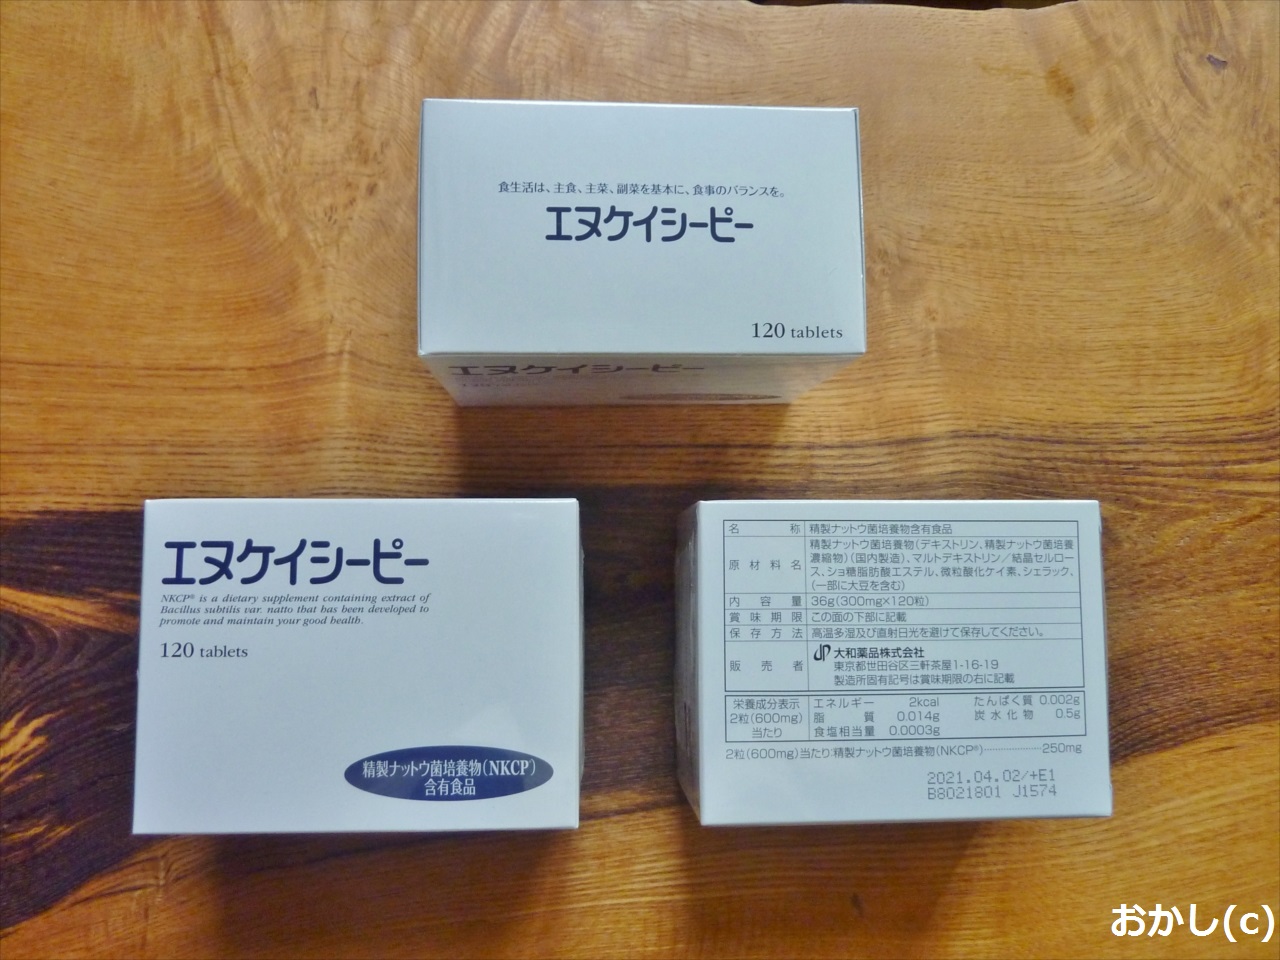 食生活は、主食、主菜、副菜を基本に、食事のバランスを。
エヌケイシーピー
120 tablets
エヌケイシーピー
エヌケイシーピー
NKCP® is a dietary supplement containing extract of
Bacillus subtilis var. natto that has been developed to
promote and maintain your good health.
120 tablets
精製ナットウ菌培養物(NKCP)
含有食品
名称 精製ナットウ菌培養物含有食品
原材料名 精製ナットウ菌培養物(デキストリン、精製ナットウ菌培養
濃縮物)(国内製造)、マルトデキストリン/結晶セルロー
ス、ショ糖脂肪酸エステル、微粒酸化ケイ素、シェラック、
(一部に大豆を含む)
内容量 36g(300mg×120粒)
賞味期限 この面の下部に記載
保存方法 高温多湿及び直射日光を避けて保存してください。
販売者 大和薬品株式会社
東京都世田谷区三軒茶屋1-16-19
製造所固有記号は賞味期限の右に記載
栄養成分表示 エネルギー 2kcal たんぱく質 0.002g
2粒(600mg) 脂質 0.014g 炭水化物 0.5g
当たり 食塩相当量 0.0003g
2粒(600mg)当たり:精製ナットウ菌培養物(NKCP®)…………250mg
2021.04.02/+E1
B8021801 J1574
おかし(c)